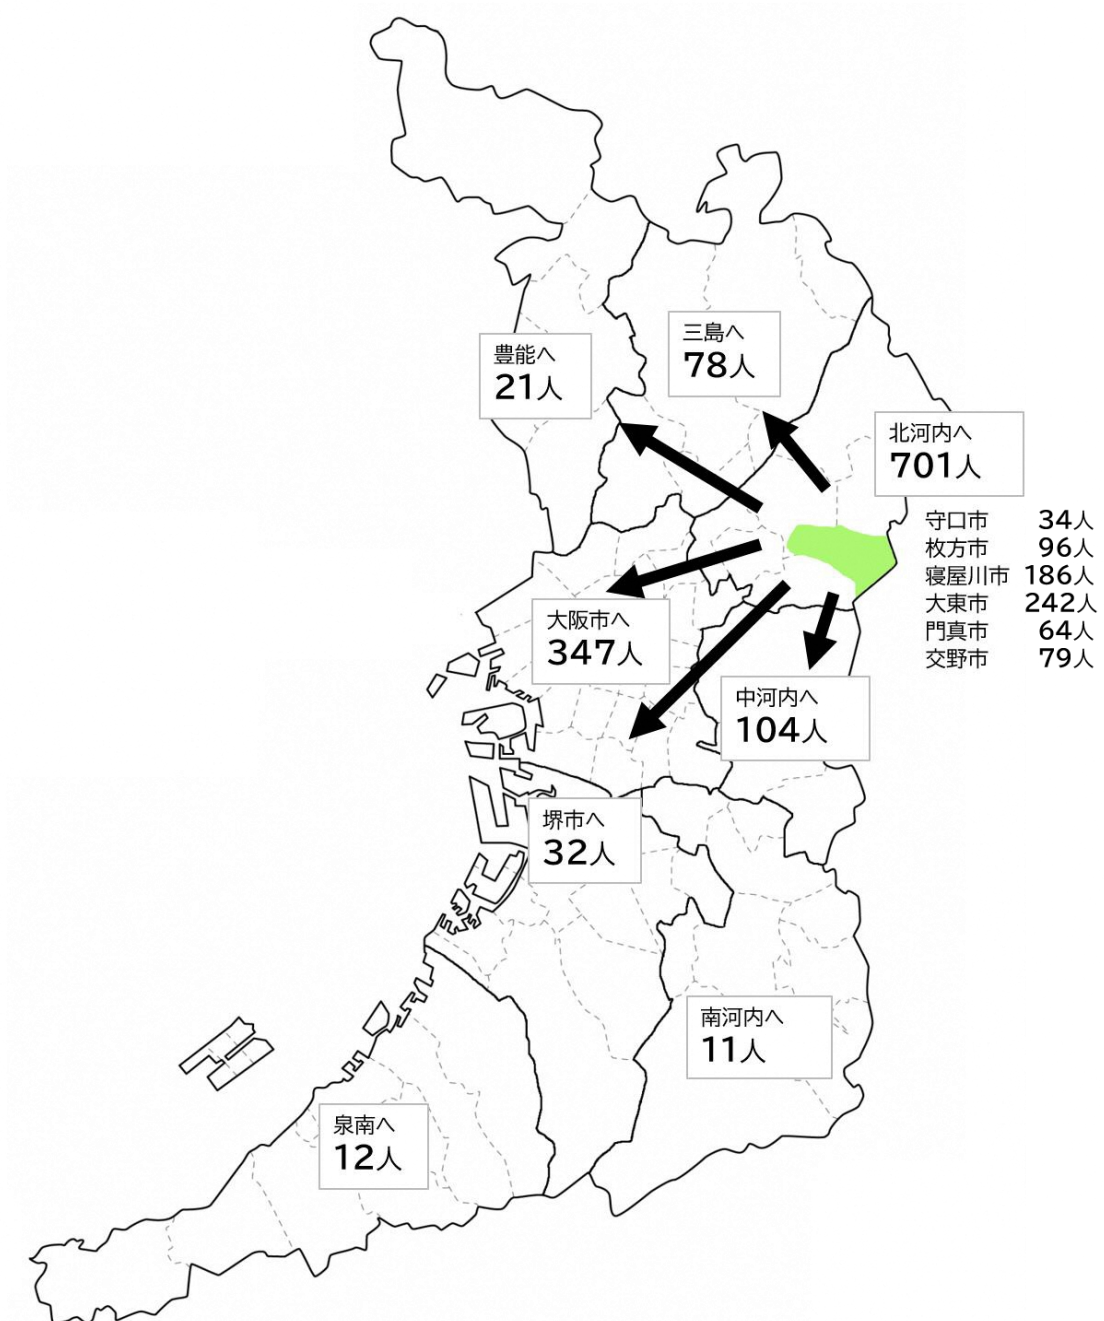 三島へ
78人
豊能へ
21人
北河内へ
701人
守口市 34人
枚方市 96人
寝屋川市 186人
大東市 242人
門真市 64人
交野市 79人
大阪市へ
347人
中河内へ
104人
堺市へ
32人
南河内へ
11人
泉南へ
12人